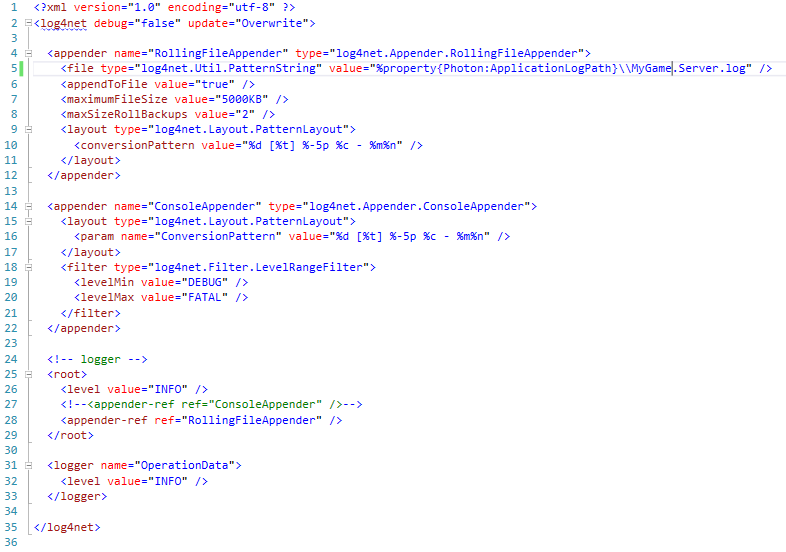 1 <?xml version="1.0" encoding="utf-8" ?>
2 <log4net debug="false" update="Overwrite">
3
4 <appender name="RollingFileAppender" type="log4net.Appender.RollingFileAppender">
5 <file type="log4net.Util.PatternString" value="%property{Photon:ApplicationLogPath}\\MyGame.Server.log" />
6 <appendToFile value="true" />
7 <maximumFileSize value="5000KB" />
8 <maxSizeRollBackups value="2" />
9 <layout type="log4net.Layout.PatternLayout">
10 <conversionPattern value="%d [%t] %-5p %c - %m%n" />
11 </layout>
12 </appender>
13
14 <appender name="ConsoleAppender" type="log4net.Appender.ConsoleAppender">
15 <layout type="log4net.Layout.PatternLayout">
16 <param name="ConversionPattern" value="%d [%t] %-5p %c - %m%n" />
17 </layout>
18 <filter type="log4net.Filter.LevelRangeFilter">
19 <levelMin value="DEBUG" />
20 <levelMax value="FATAL" />
21 </filter>
22 </appender>
23
24 <!-- logger -->
25 <root>
26 <level value="INFO" />
27 <!--<appender-ref ref="ConsoleAppender" />-->
28 <appender-ref ref="RollingFileAppender" />
29 </root>
30
31 <logger name="OperationData">
32 <level value="INFO" />
33 </logger>
34
35 </log4net>
36